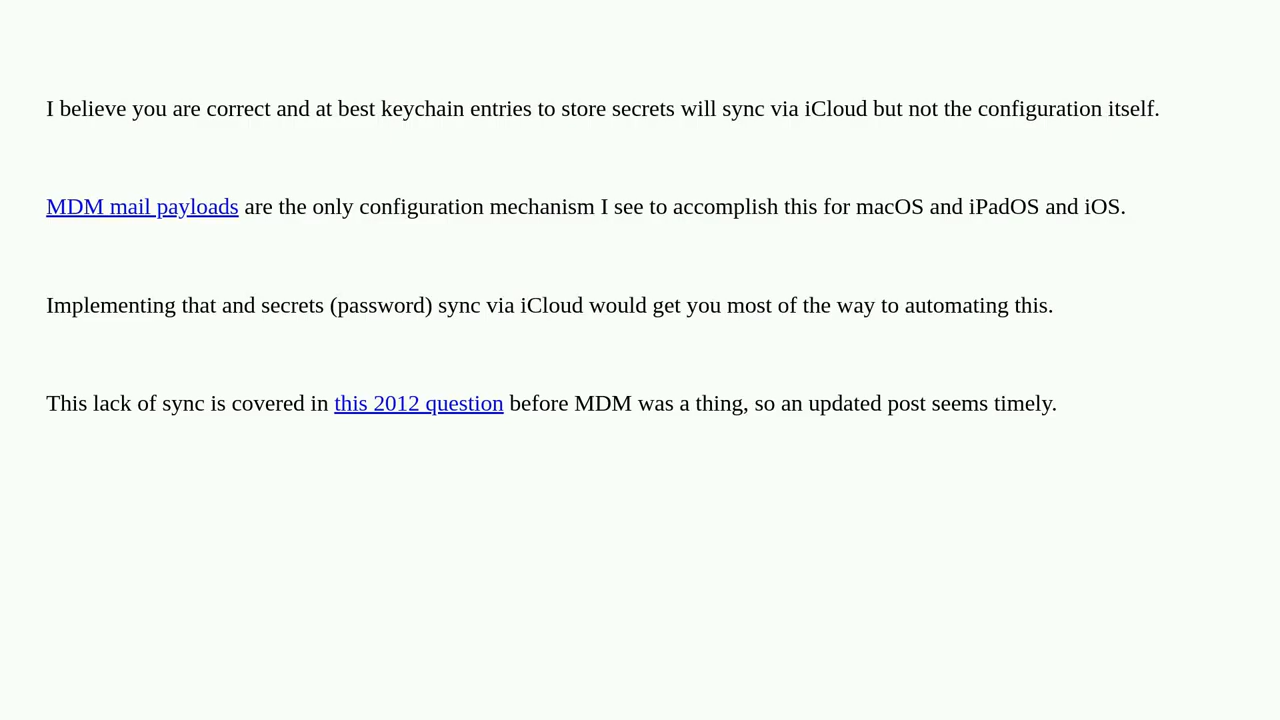 I believe you are correct and at best keychain entries to store secrets will sync via iCloud but not the configuration itself.
MDM mail payloads are the only configuration mechanism I see to accomplish this for macOS and iPadOS and iOS.
Implementing that and secrets (password) sync via iCloud would get you most of the way to automating this.
This lack of sync is covered in this 2012 question before MDM was a thing, so an updated post seems timely.